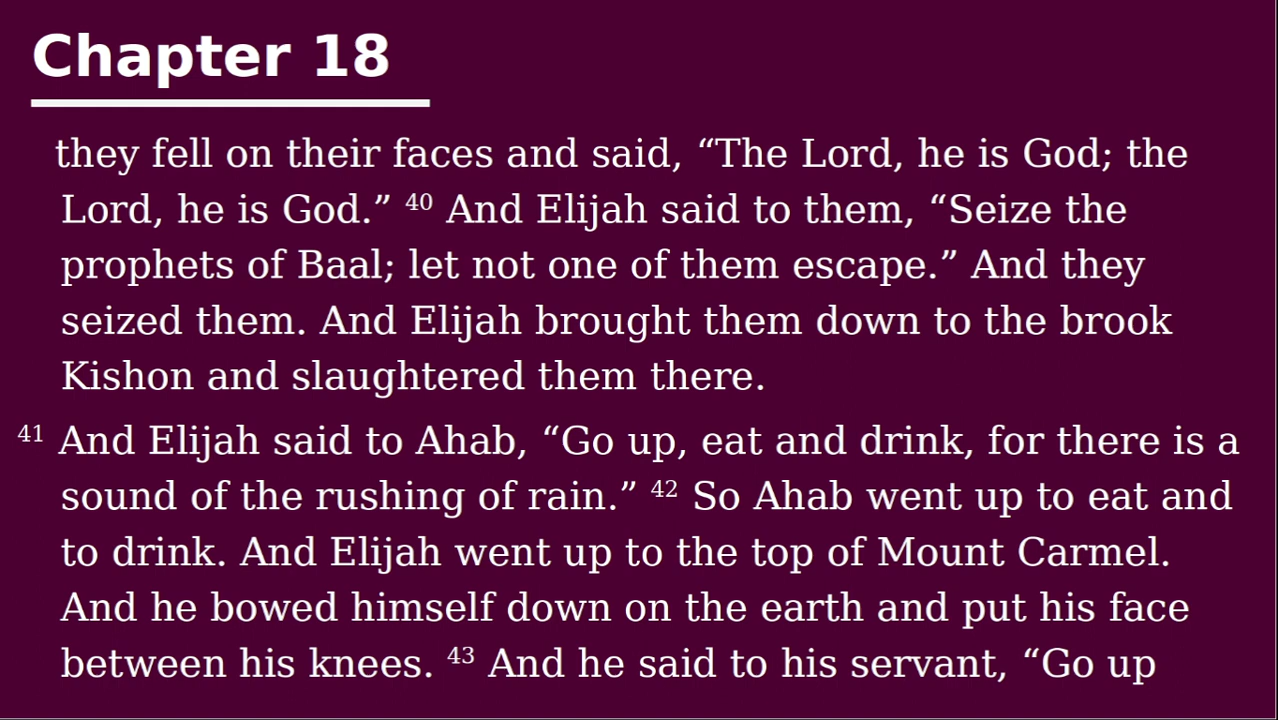 Chapter 18
they fell on their faces and said, “The Lord, he is God; the
Lord, he is God.” 40 And Elijah said to them, “Seize the
prophets of Baal; let not one of them escape.” And they
seized them. And Elijah brought them down to the brook
Kishon and slaughtered them there.
41 And Elijah said to Ahab, “Go up, eat and drink, for there is a
sound of the rushing of rain.” 42 So Ahab went up to eat and
to drink. And Elijah went up to the top of Mount Carmel.
And he bowed himself down on the earth and put his face
between his knees. 43 And he said to his servant, “Go up